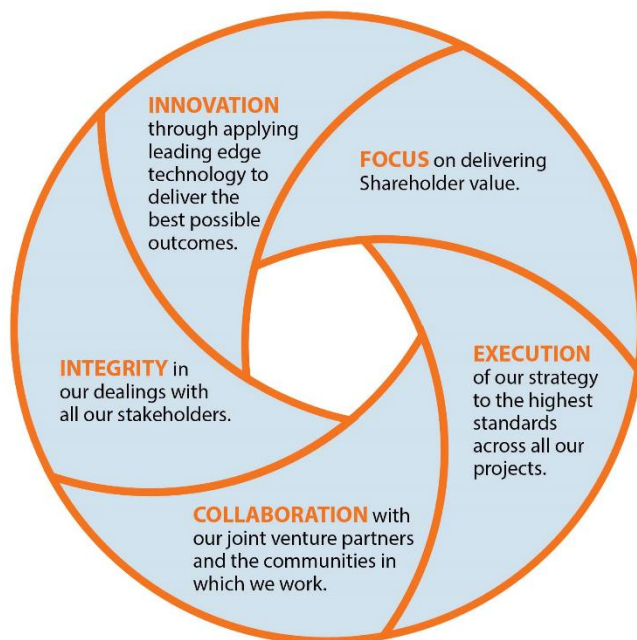 INNOVATION
through applying
leading edge
technology to
deliver the
best possible
outcomes.
FOCUS on delivering
Shareholder value.
EXECUTION
of our strategy
to the highest
standards
across all our
projects.
COLLABORATION with
our joint venture partners
and the communities in
which we work.
INTEGRITY in
our dealings with
all our stakeholders.